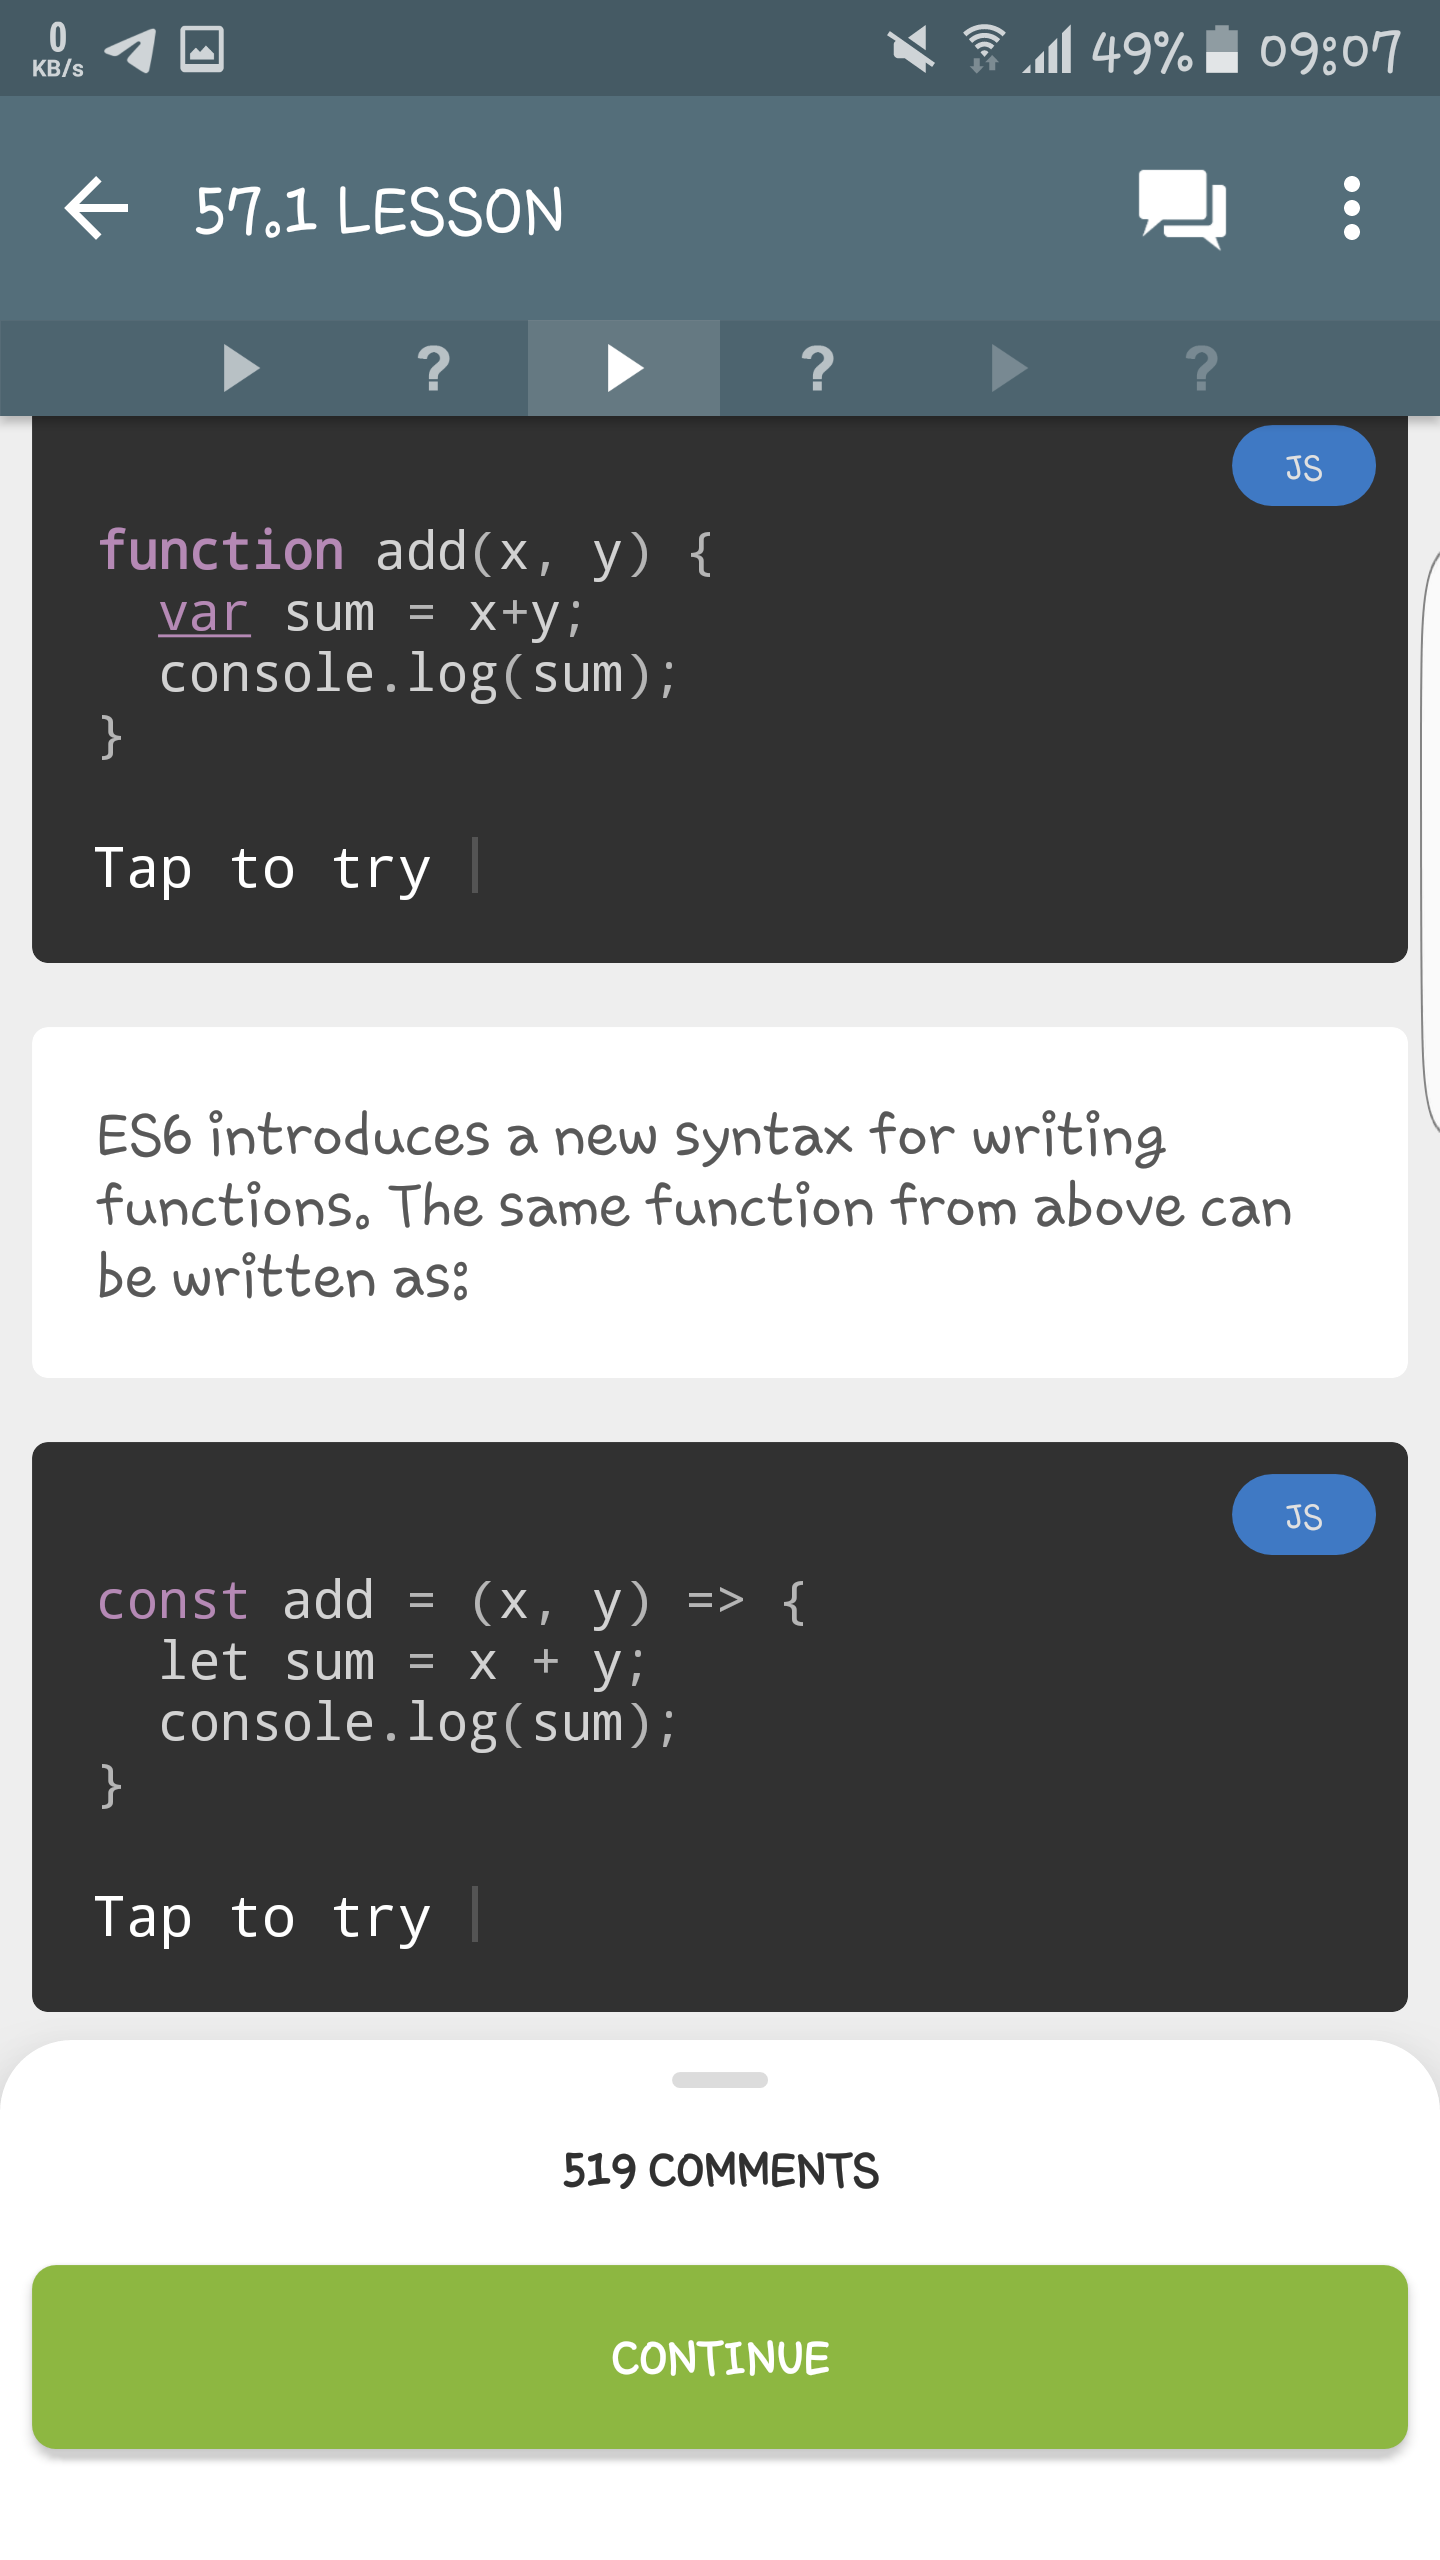 0
KB/s
49%
09:07
57.1 LESSON
?
?
?
JS
function add(x, y) {
  var sum = x+y;
  console.log(sum);
}
Tap to try
ES6 introduces a new syntax for writing
functions. The same function from above can
be written as:
JS
const add = (x, y) => {
  let sum = x + y;
  console.log(sum);
}
Tap to try
519 COMMENTS
CONTINUE